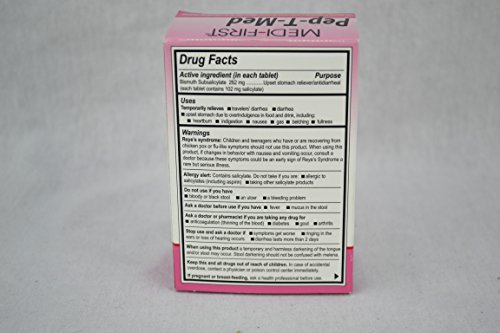 MEDI-FIRST®
Pep-T-Med
Drug Facts
Active ingredient (in each tablet) Purpose
Bismuth Subsalicylate 262 mg ..........Upset stomach reliever/antidiarrheal
(each tablet contains 102 mg salicylate)
Uses
Temporarily relieves ■ travelers' diarrhea ■ diarrhea
■ upset stomach due to overindulgence in food and drink, including:
■ heartburn ■ indigestion ■ nausea ■ gas ■ belching ■ fullness
Warnings
Reye's syndrome: Children and teenagers who have or are recovering from
chicken pox or flu-like symptoms should not use this product. When using this
product, if changes in behavior with nausea and vomiting occur, consult a
doctor because these symptoms could be an early sign of Reye's Syndrome a
rare but serious illness.
Allergy alert: Contains salicylate. Do not take if you are: ■ allergic to
salicylates (including aspirin) ■ taking other salicylate products
Do not use if you have
■ bloody or black stool ■ an ulcer ■ a bleeding problem
Ask a doctor before use if you have ■ fever ■ mucus in the stool
Ask a doctor or pharmacist if you are taking any drug for
■ anticoagulation (thinning of the blood) ■ diabetes ■ gout ■ arthritis
Stop use and ask a doctor if ■ symptoms get worse ■ ringing in the
ears or loss of hearing occurs ■ diarrhea lasts more than 2 days
When using this product a temporary and harmless darkening of the tongue
and/or stool may occur. Stool darkening should not be confused with melena.
Keep this and all drugs out of reach of children. In case of accidental
overdose, contact a physician or poison control center immediately.
If pregnant or breast-feeding, ask a health professional before use.